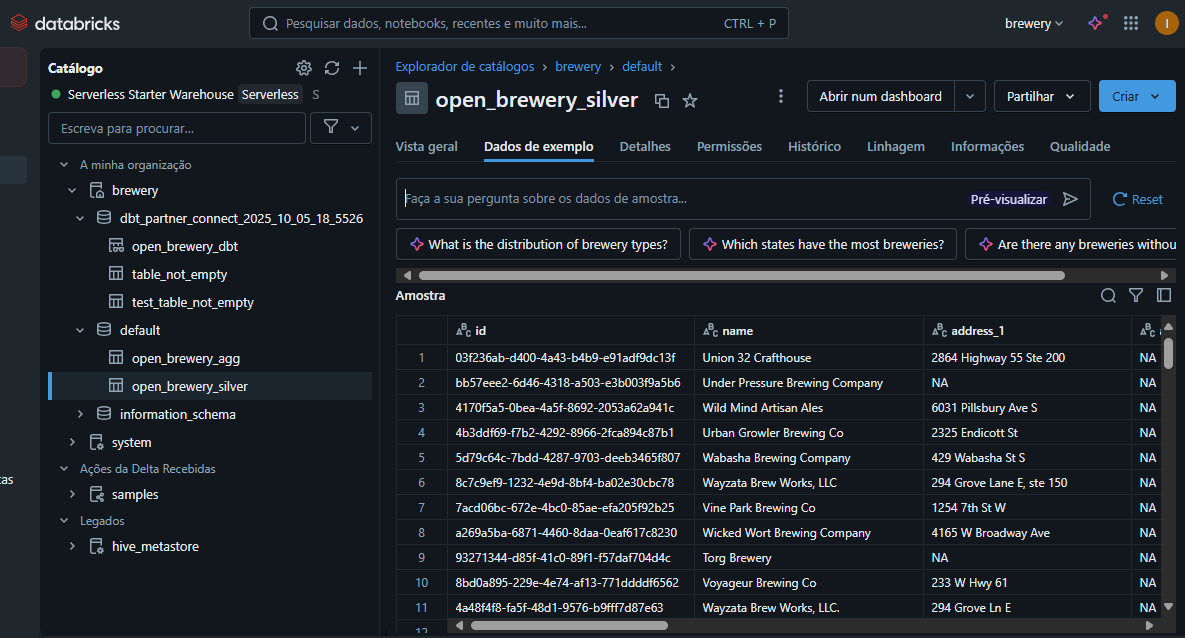 databricks
Pesquisar dados, notebooks, recentes e muito mais...
CTRL + P
brewery
I
Catálogo
Serverless Starter Warehouse Serverless S
Escreva para procurar...
A minha organização
brewery
dbt_partner_connect_2025_10_05_18_5526
open_brewery_dbt
table_not_empty
test_table_not_empty
default
open_brewery_agg
open_brewery_silver
information_schema
system
Ações da Delta Recebidas
samples
Legados
hive_metastore
as
Explorador de catálogos › brewery › default ›
open_brewery_silver
Abrir num dashboard
Partilhar
Criar
Vista geral Dados de exemplo Detalhes Permissões Histórico Linhagem Informações Qualidade
Faça a sua pergunta sobre os dados de amostra... Pré-visualizar Reset
What is the distribution of brewery types? Which states have the most breweries? Are there any breweries withou
Amostra
id name address_1
1 03f236ab-d400-4a43-b4b9-e91adf9dc13f Union 32 Crafthouse 2864 Highway 55 Ste 200 NA
2 bb57eee2-6d46-4318-a503-e3b003f9a5b6 Under Pressure Brewing Company NA NA
3 4170f5a5-0bea-4a5f-8692-2053a62a941c Wild Mind Artisan Ales 6031 Pillsbury Ave S NA
4 4b3ddf69-f7b2-4292-8966-2fca894c87b1 Urban Growler Brewing Co 2325 Endicott St NA
5 5d79c64c-7bdd-4287-9703-deeb3465f807 Wabasha Brewing Company 429 Wabasha St S NA
6 8c7c9ef9-1232-4e9d-8bf4-ba02e30cbc78 Wayzata Brew Works, LLC 294 Grove Lane E, ste 150 NA
7 7acd06bc-672e-4bc0-85ae-efa205f92b25 Vine Park Brewing Co 1254 7th St W NA
8 a269a5ba-6871-4460-8daa-0eaf617c8230 Wicked Wort Brewing Company 4165 W Broadway Ave NA
9 93271344-d85f-41c0-89f1-f57daf704d4c Torg Brewery NA NA
10 8bd0a895-229e-4e74-af13-771ddddf6562 Voyageur Brewing Co 233 W Hwy 61 NA
11 4a48f4f8-fa5f-48d1-9576-b9fff7d87e63 Wayzata Brew Works, LLC. 294 Grove Ln E NA
12